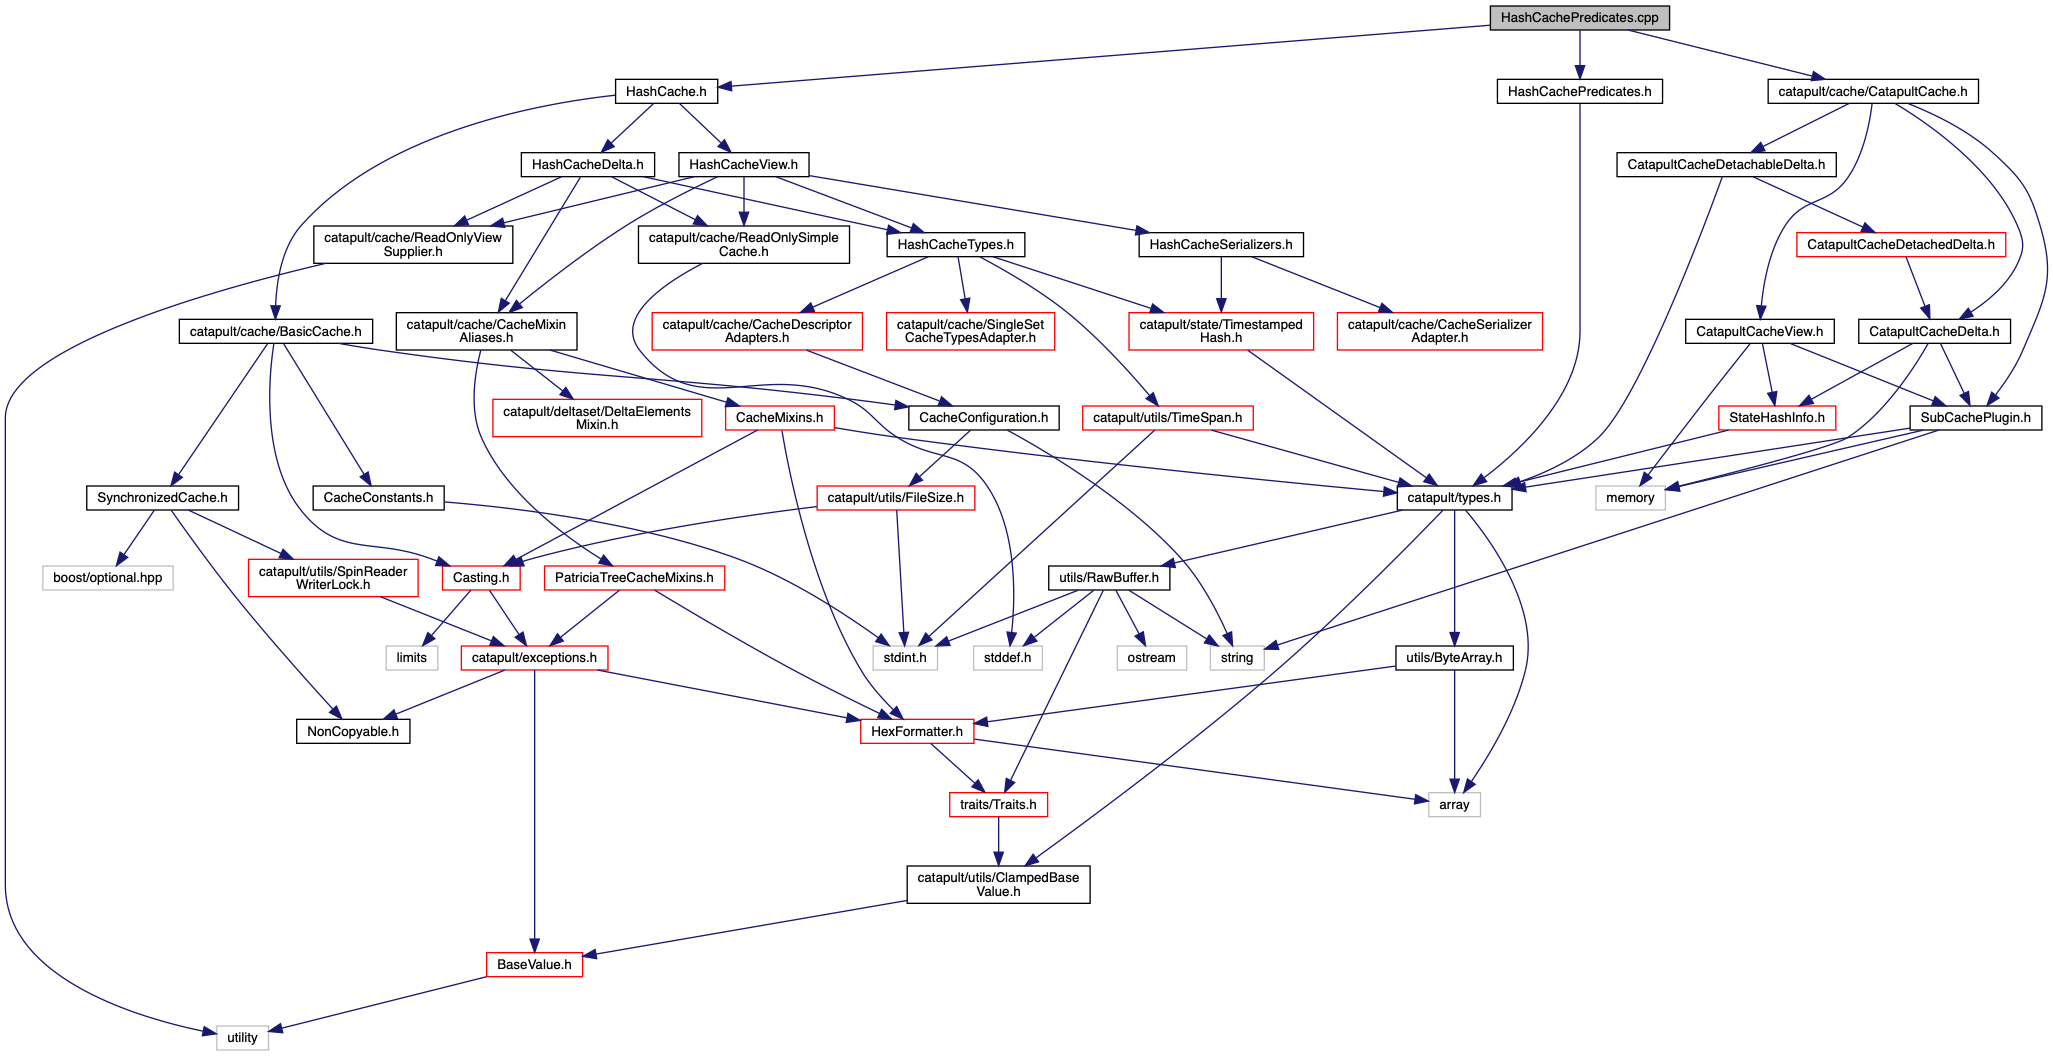 HashCachePredicates.cpp
HashCache.h
HashCachePredicates.h
catapult/cache/CatapultCache.h
HashCacheDelta.h
HashCacheView.h
CatapultCacheDetachableDelta.h
catapult/cache/ReadOnlyView
Supplier.h
catapult/cache/ReadOnlySimple
Cache.h
HashCacheTypes.h
HashCacheSerializers.h
CatapultCacheDetachedDelta.h
catapult/cache/BasicCache.h
catapult/cache/CacheMixin
Aliases.h
catapult/cache/CacheDescriptor
Adapters.h
catapult/cache/SingleSet
CacheTypesAdapter.h
catapult/state/Timestamped
Hash.h
catapult/cache/CacheSerializer
Adapter.h
CatapultCacheView.h
CatapultCacheDelta.h
catapult/deltaset/DeltaElements
Mixin.h
CacheMixins.h
CacheConfiguration.h
catapult/utils/TimeSpan.h
StateHashInfo.h
SubCachePlugin.h
SynchronizedCache.h
CacheConstants.h
catapult/utils/FileSize.h
catapult/types.h
memory
boost/optional.hpp
catapult/utils/SpinReader
WriterLock.h
Casting.h
PatriciaTreeCacheMixins.h
utils/RawBuffer.h
limits
catapult/exceptions.h
stdint.h
stddef.h
ostream
string
utils/ByteArray.h
NonCopyable.h
HexFormatter.h
traits/Traits.h
array
catapult/utils/ClampedBase
Value.h
BaseValue.h
utility